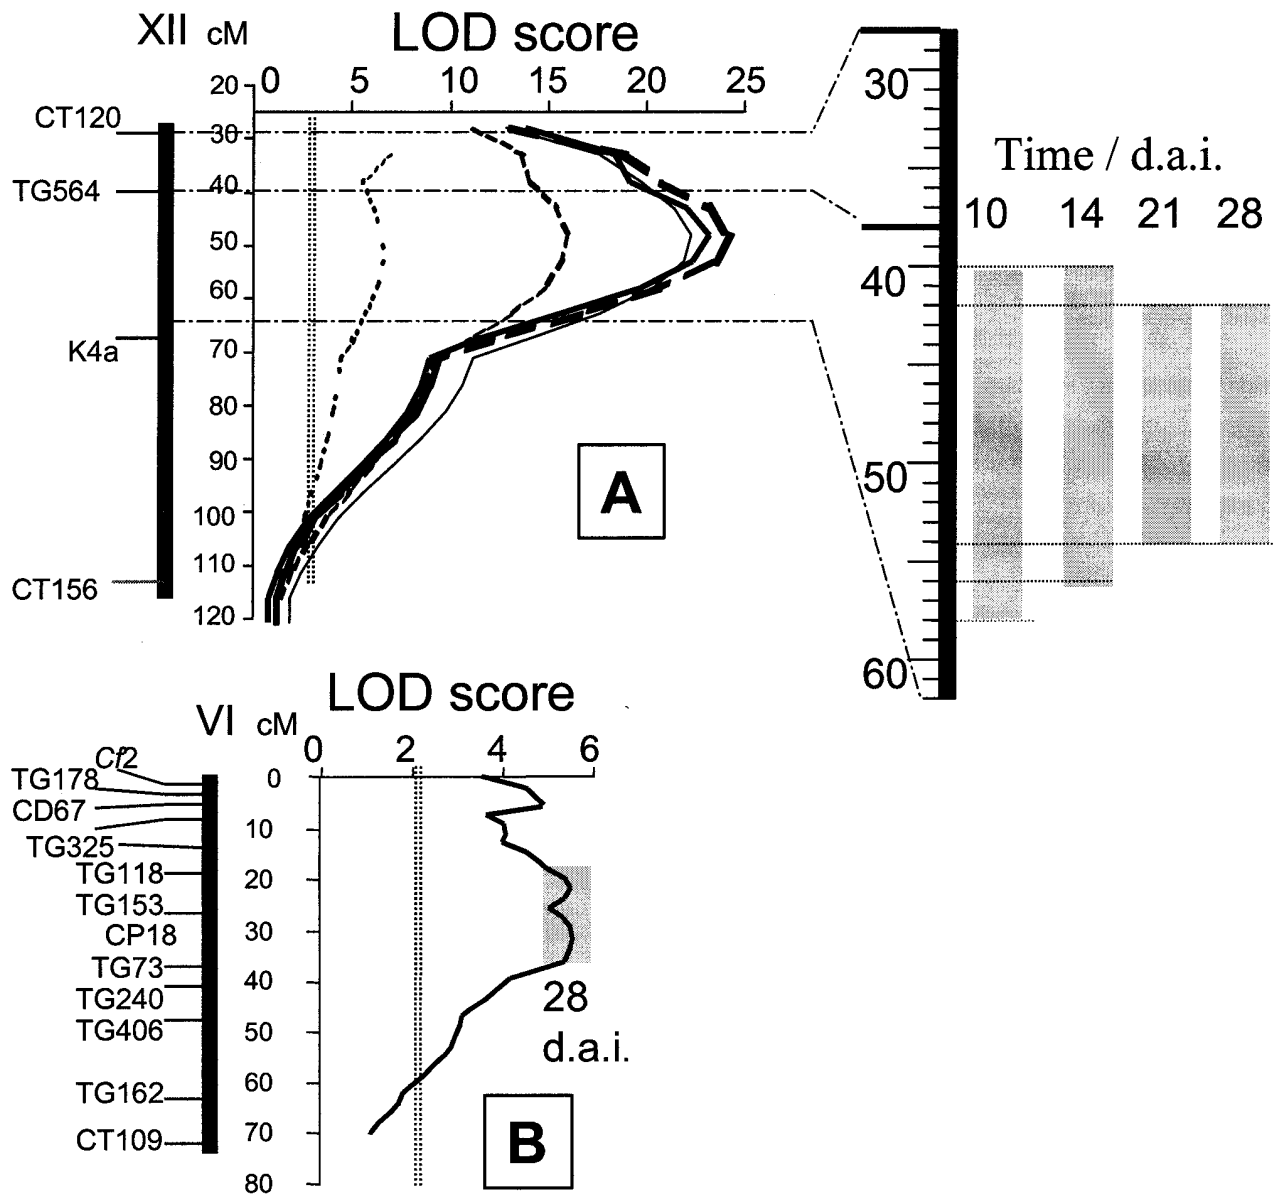 XII cM LOD score
0 5 10 15 20 25
20
30
40
50
60
70
80
90
100
110
120
CT120
TG564
K4a
CT156
A
30
40
50
60
Time / d.a.i.
10 14 21 28
VI cM LOD score
0 2 4 6
0
10
20
30
40
50
60
70
80
Cf2
TG178
CD67
TG325
TG118
TG153
CP18
TG73
TG240
TG406
TG162
CT109
28
d.a.i.
B